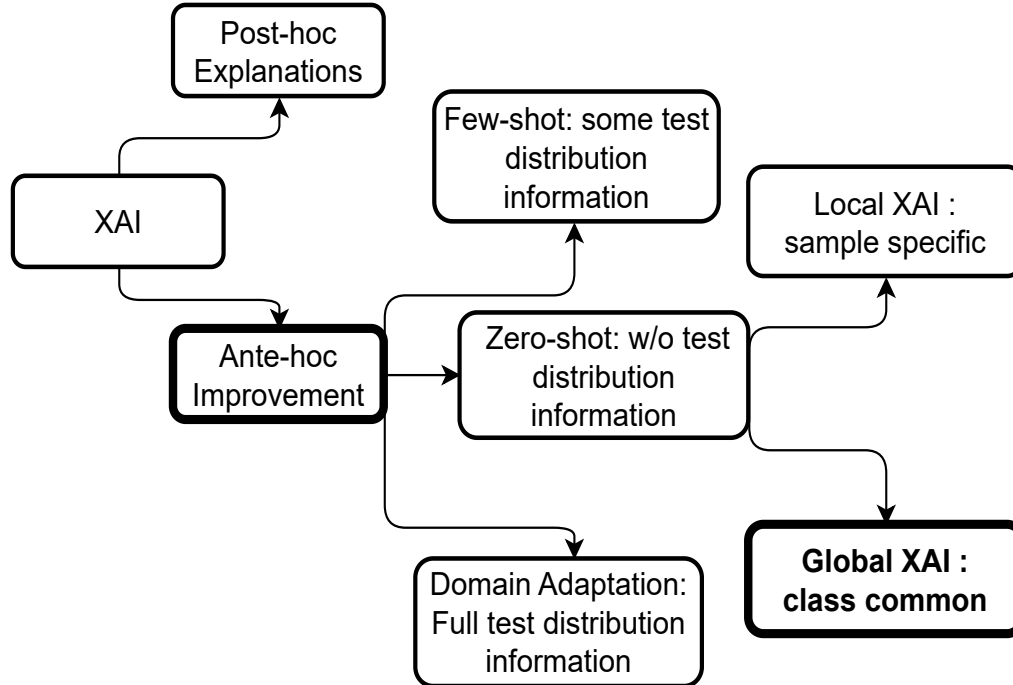 Post-hoc
Explanations
XAI
Few-shot: some test
distribution
information
Local XAI :
sample specific
Ante-hoc
Improvement
Zero-shot: w/o test
distribution
information
Global XAI :
class common
Domain Adaptation:
Full test distribution
information